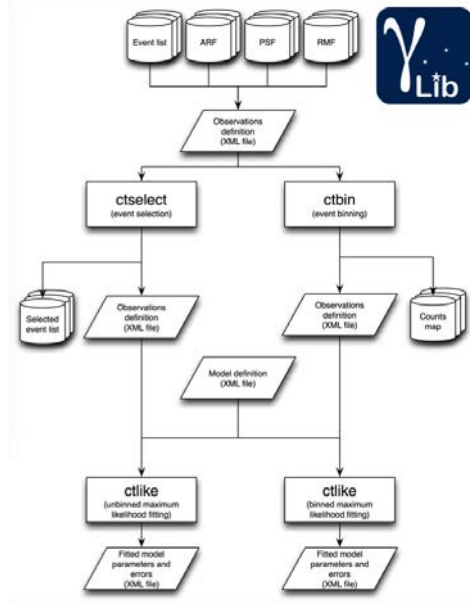 Event list
ARF
PSF
RMF
γ
Lib
Observations
definition
(XML file)
ctselect
(event selection)
ctbin
(event binning)
Selected
event list
Observations
definition
(XML file)
Observations
definition
(XML file)
Counts
map
Model definition
(XML file)
ctlike
(unbinned maximum
likelihood fitting)
ctlike
(binned maximum
likelihood fitting)
Fitted model
parameters and
errors
(XML file)
Fitted model
parameters and
errors
(XML file)